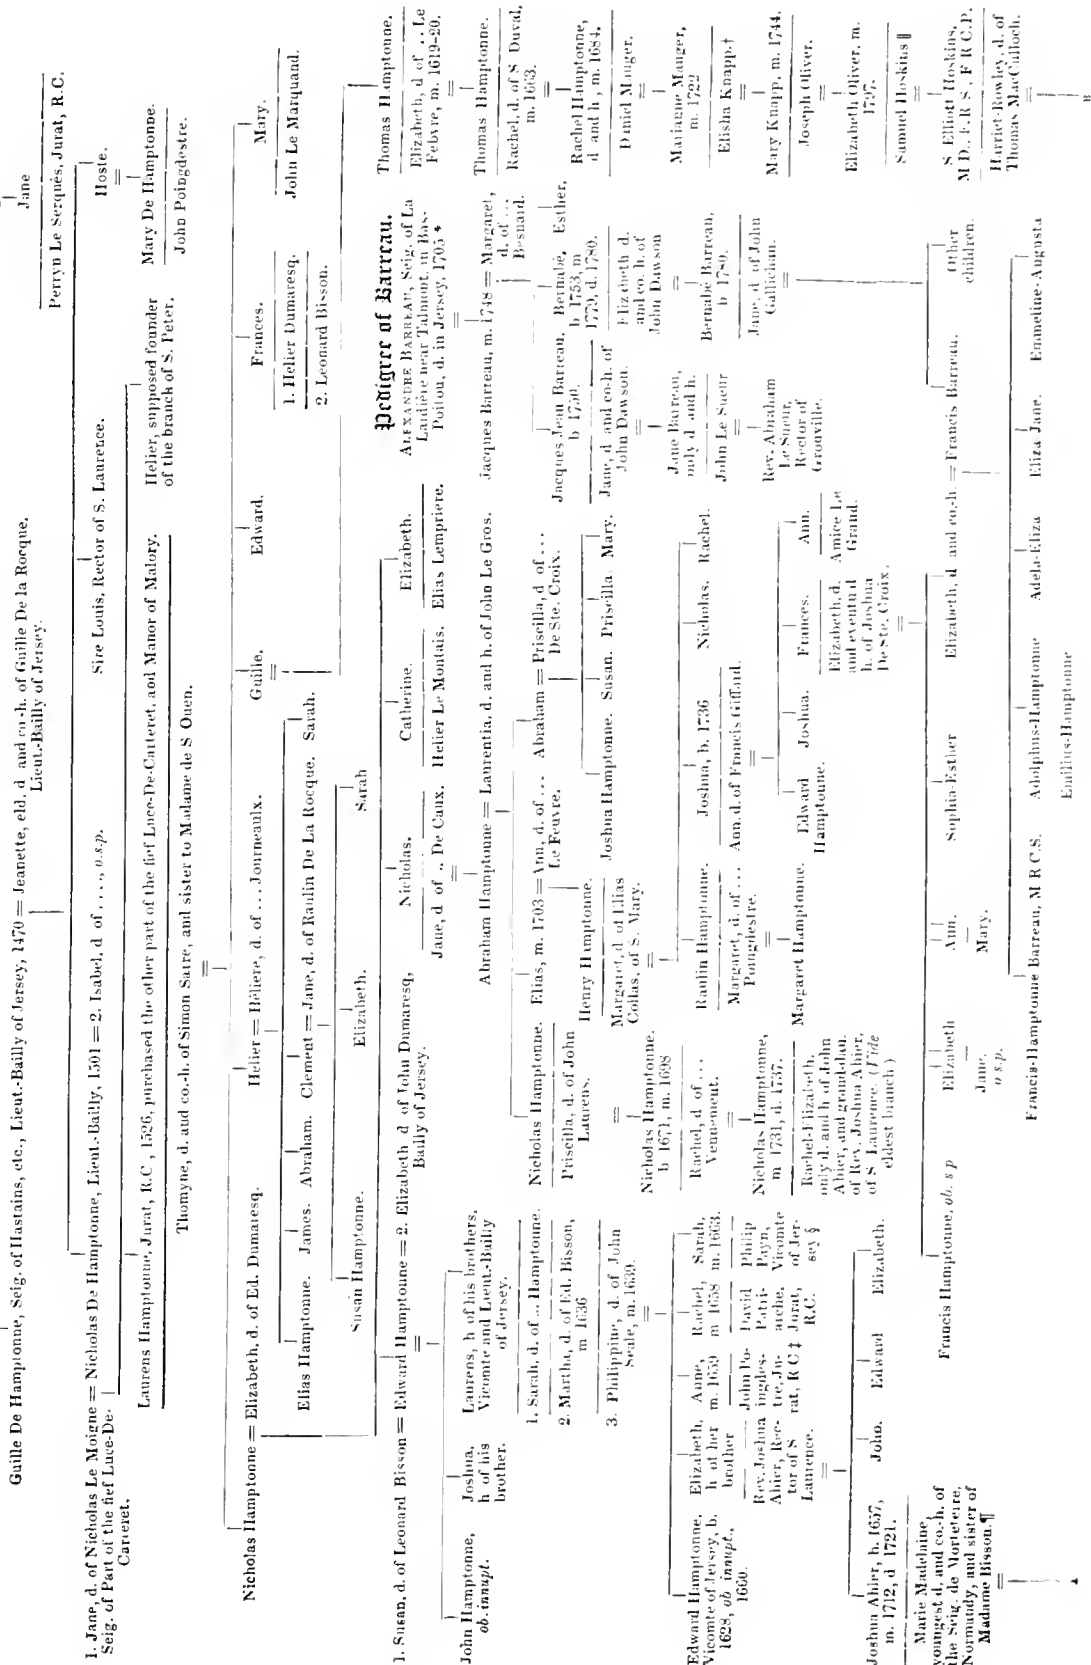 Guille De Hamptonne, Seig. of Hastains, etc., Lieut.-Bailly of Jersey, 1470 = Jeanette, eld. d. and co-h. of Guille De la Rocque,
Lieut.-Bailly of Jersey.
Jane
Perryn Le Serquês, Jurat, R.C.
1. Jane, d. of Nicholas Le Moigne = Nicholas De Hamptonne, Lieut.-Bailly, 1501 = 2. Isabel, d. of ...., o.s.p.
Seig. of Part of the fief Luce-De-
Carteret.
Sire Louis, Rector of S. Laurence.
Hoste.
Mary De Hamptonne.
John Poingdestre.
Laurens Hamptonne, Jurat, R.C., 1526, purchased the other part of the fief Luce-De-Carteret, and Manor of Malory.
Thomyne, d. and co.-h. of Simon Sarre, and sister to Madame de S Ouen.
Helier, supposed founder
of the branch of S. Peter.
Nicholas Hamptonne = Elizabeth, d. of Ed. Dumaresq.
Helier = Hélière, d. of ... Journeaulx.
Guille.
Edward.
Frances.
1. Helier Dumaresq.
2. Leonard Bisson.
Mary.
John Le Marquand.
Elias Hamptonne.
James.
Abraham.
Clement = Jane, d. of Raulin De La Rocque.
Sarah.
Susan Hamptonne.
Elizabeth.
Sarah
1. Susan, d. of Leonard Bisson = Edward Hamptonne = 2. Elizabeth d of John Dumaresq,
Bailly of Jersey.
Nicholas.
Jane, d of .. De Caux.
Catherine.
Helier Le Montais.
Elizabeth.
Elias Lempriere.
John Hamptonne,
ob. innupt.
Joshua,
h of his
brother.
Laurens, h of his brothers,
Vicomte and Lieut.-Bailly
of Jersey.
1. Sarah, d. of ... Hamptonne.
2. Martha, d. of Ed. Bisson,
m 1636
3. Philippine, d. of John
Seale, m. 1639.
Abraham Hamptonne = Laurentia, d. and h. of John Le Gros.
Nicholas Hamptonne.
Priscilla, d. of John
Laurens.
Elias, m. 1703 = Ann, d. of ...
Le Feuvre.
Abraham = Priscilla, d of ...
De Ste. Croix.
Henry Hamptonne.
Margaret, d of Elias
Collas, of S. Mary.
Joshua Hamptonne.
Susan.
Priscilla.
Mary.
Nicholas Hamptonne.
b 1671, m. 1698
Rachel, d of ....
Vennement.
Raulin Hamptonne.
Margaret, d. of ...
Poingdestre.
Joshua, b. 1736
Ann, d. of Francis Giffard.
Nicholas.
Rachel.
Nicholas Hamptonne,
m 1731, d. 1737.
Rachel-Elizabeth,
only d. and h of John
Ahier, and grand-dau.
of Rev. Joshua Ahier,
of S Laurence. (Vide
eldest branch)
Margaret Hamptonne.
Edward
Hamptonne.
Joshua.
Frances.
Ann.
Elizabeth, d.
and eventual
h. of Joshua
De Ste. Croix.
Amice Le
Grand.
Edward Hamptonne,
Vicomte of Jersey, b.
1628, ob innupt.,
1660.
Elizabeth,
h of her
brother
Rev. Joshua
Ahier, Rec-
tor of S
Laurence.
Anne,
m. 1659
John Po-
ingdes-
tre, Ju-
rat, R C ‡
Rachel,
m 1658
David
Patri-
arche,
Jurat,
R.C.
Sarah,
m. 1663.
Philip
Payn,
Vicomte
of Jer-
sey §
Joshua Ahier, b. 1657,
m. 1712, d 1721.
Marie Madelaine,
youngest d. and co.-h. of
the Seig. de Morteterre,
Normandy, and sister of
Madame Bisson.¶
John.
Edward
Elizabeth.
Francis Hamptonne, ob. s p
Elizabeth
Jane.
o s.p.
Ann.
Mary.
Sophia-Esther
Elizabeth, d and co.-h = Francis Barreau.
Other
children.
Francis-Hamptonne Barreau, M R C S.
Adolphus-Hamptonne
Emilius-Hamptonne
Adela-Eliza
Eliza Jane.
Emmeline-Augusta
Pedigree of Barreau.
ALEXANDRE BARREAU, Seig. of La
Laudière near Talmont, in Bas-
Poitou, d. in Jersey, 1705 *
Jacques Barreau, m. 1748 = Margaret,
d. of ...
Besnard.
Jacques Jean Barreau,
b 1750.
Jane, d and co-h. of
John Dawson.
Bernabé,
b 1753, m
1779, d. 1780.
Elizabeth d.
and co. h. of
John Dawson
Esther.
Jane Barreau,
only d and h.
John Le Sueur
Rev. Abraham
Le Sueur,
Rector of
Grouville.
Bernabé Barreau,
b 1780.
Jane, d of John
Gallichan.
Thomas Hamptonne.
Elizabeth, d of .. Le
Febvre, m. 1619-20.
Thomas Hamptonne.
Rachel, d. of S Duval,
m. 1663.
Rachel Hamptonne,
d and h, m. 1684.
Daniel Mauger.
Marianne Mauger,
m. 1722
Elisha Knapp.†
Mary Knapp, m. 1744.
Joseph Oliver.
Elizabeth Oliver, m.
1797.
Samuel Hoskins ‖
S Elliott Hoskins,
M D., F.R S, F R C.P.
Harriet-Rowley, d. of
Thomas MacCulloch.
A
B